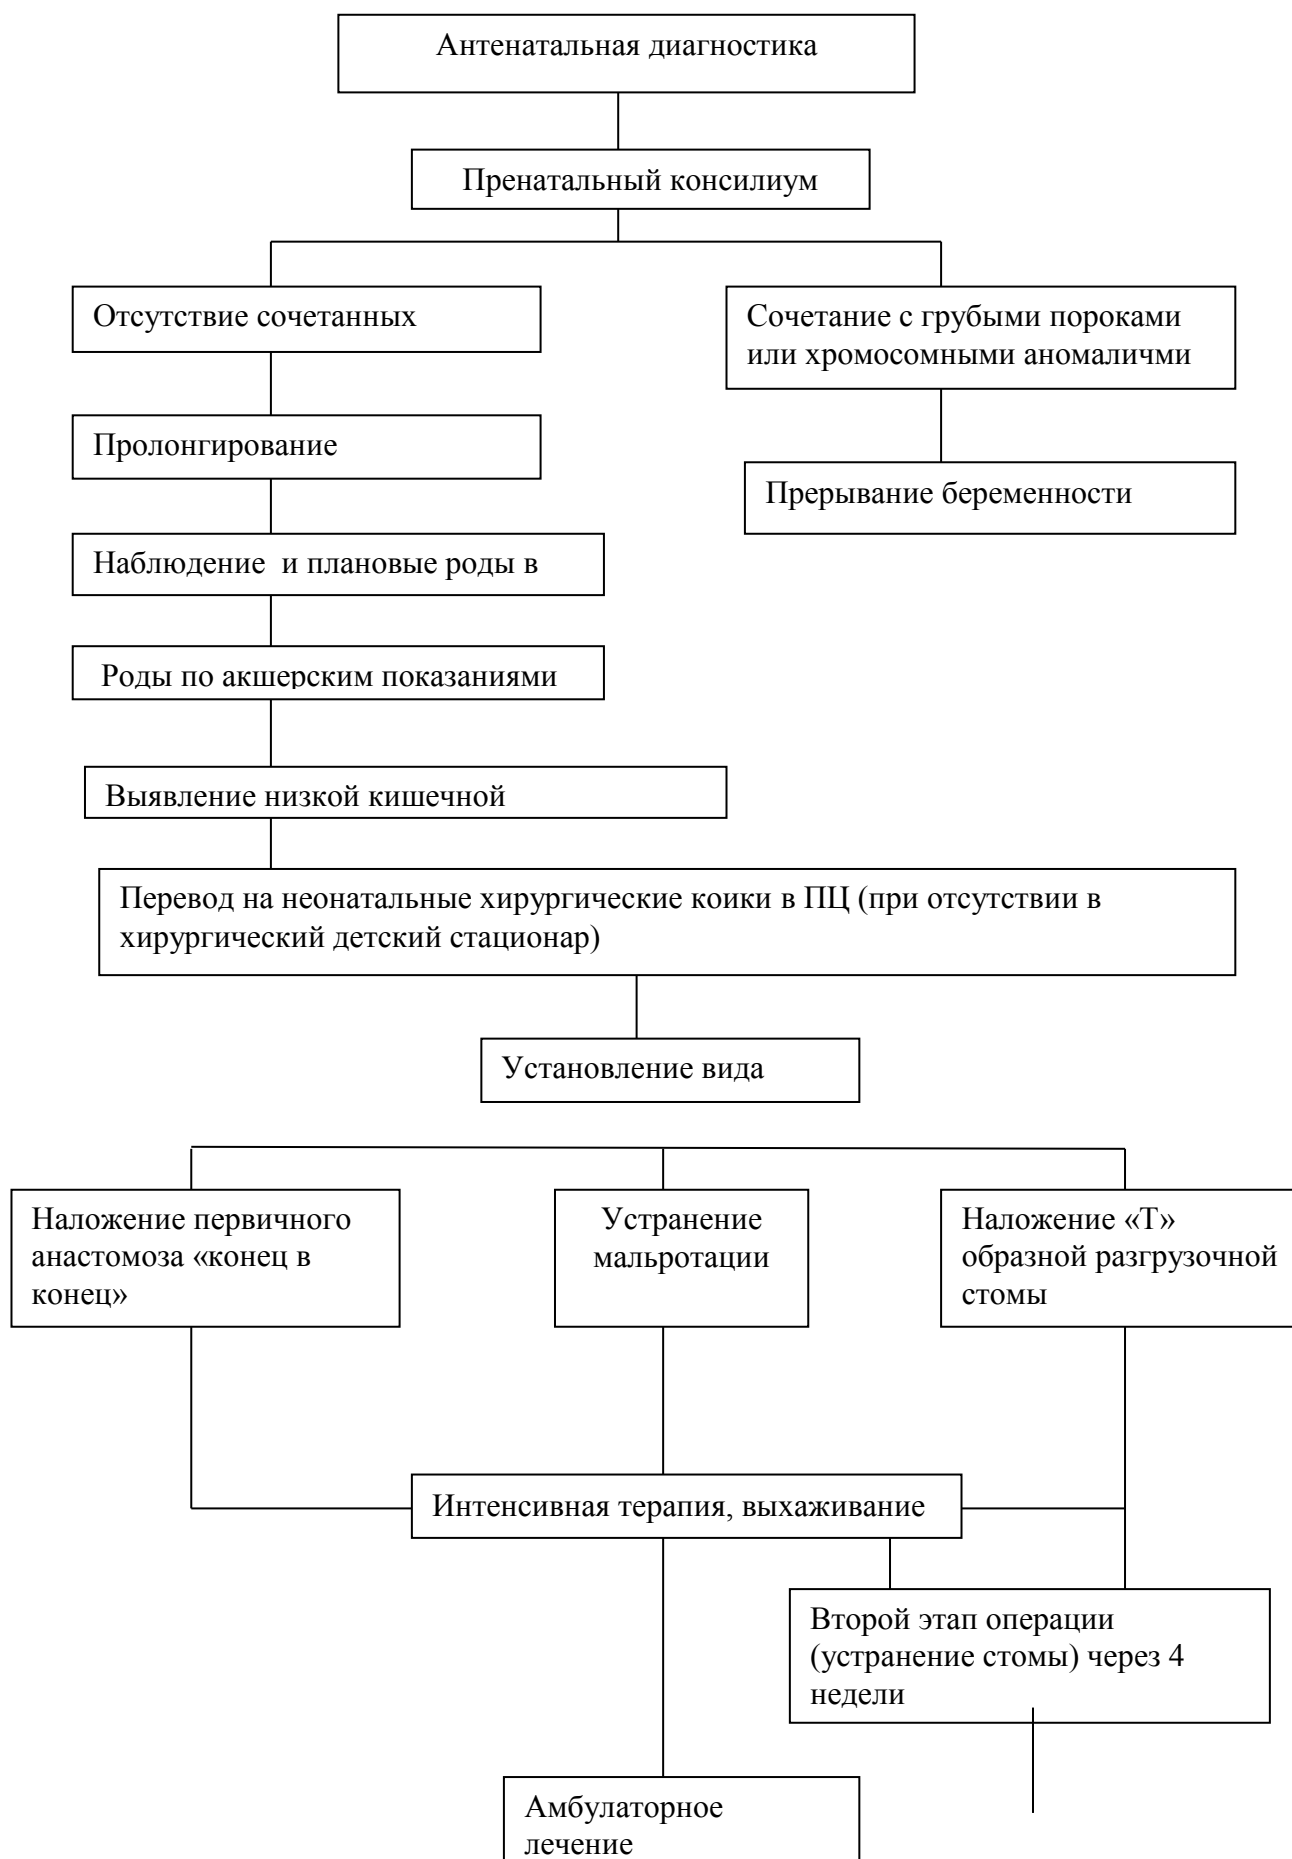 Антенатальная диагностика
Пренатальный консилиум
Отсутствие сочетанных
Сочетание с грубыми пороками
или хромосомными аномаличми
Пролонгирование
Прерывание беременности
Наблюдение  и плановые роды в
Роды по акшерским показаниями
Выявление низкой кишечной
Перевод на неонатальные хирургические коики в ПЦ (при отсутствии в
хирургический детский стационар)
Установление вида
Наложение первичного
анастомоза «конец в
конец»
Устранение
мальротации
Наложение «Т»
образной разгрузочной
стомы
Интенсивная терапия, выхаживание
Второй этап операции
(устранение стомы) через 4
недели
Амбулаторное
лечение